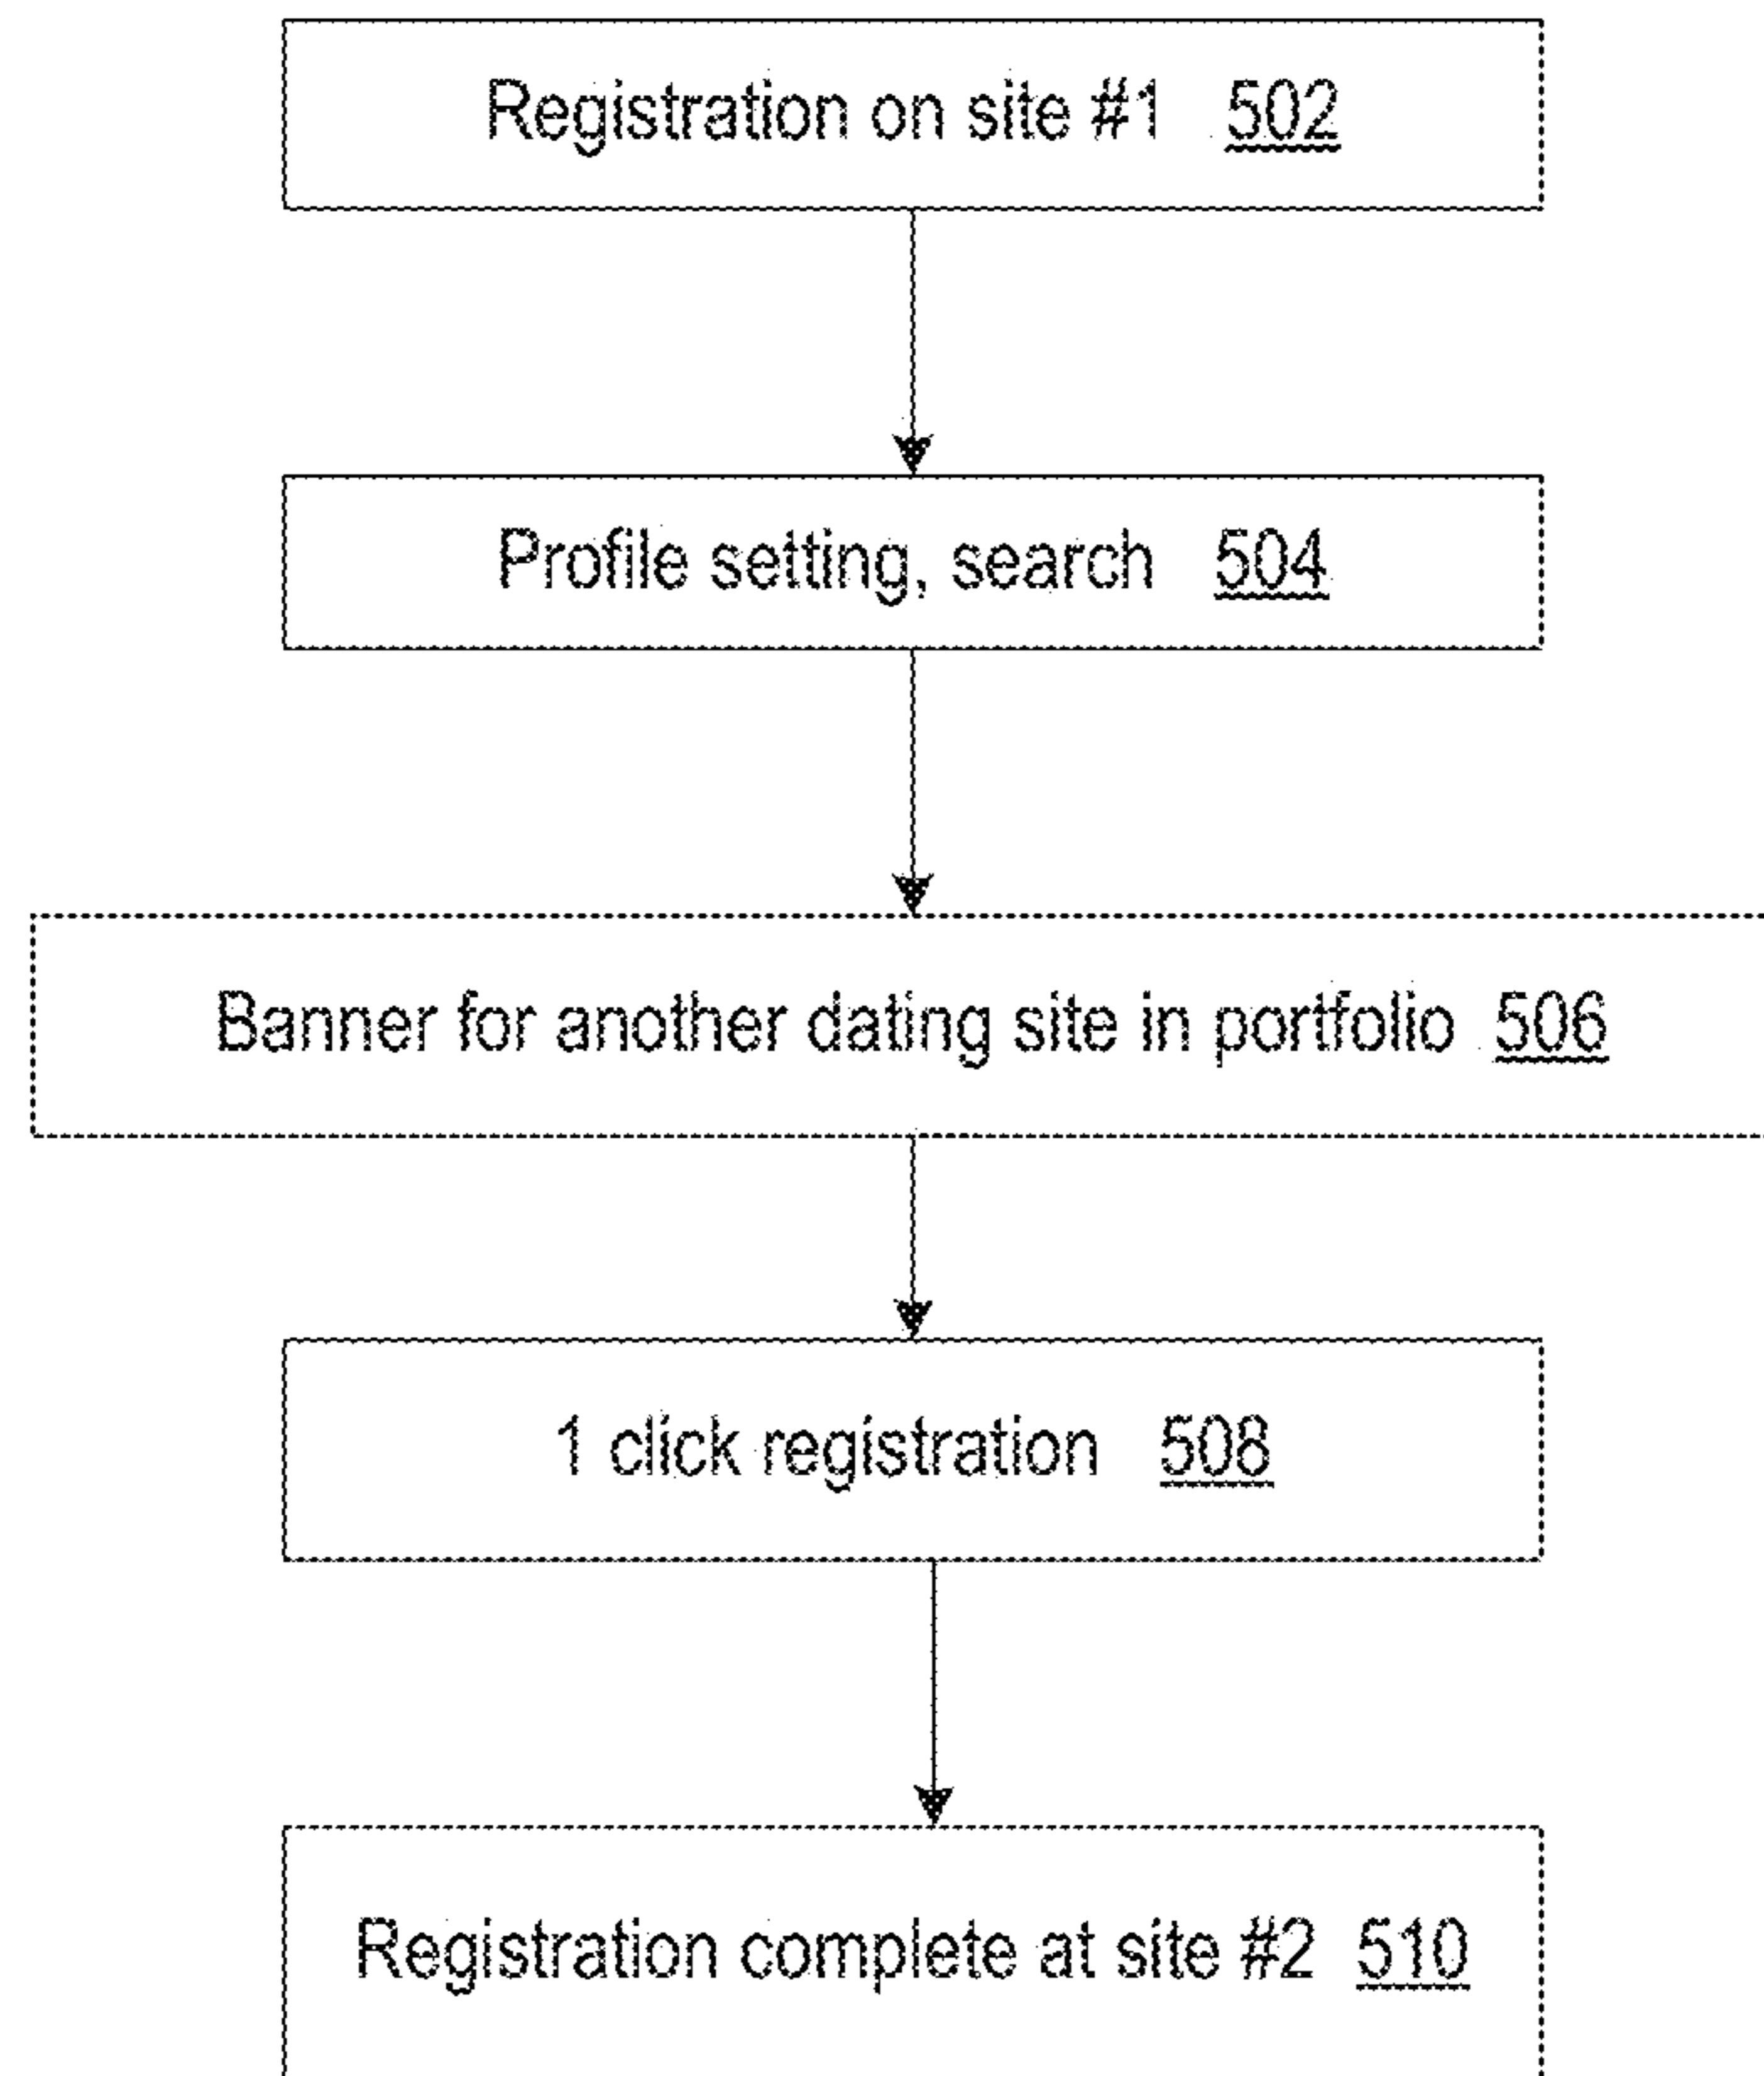 Registration on site #1 502
Profile setting, search 504
Banner for another dating site in portfolio 506
1 click registration 508
Registration complete at site #2 510